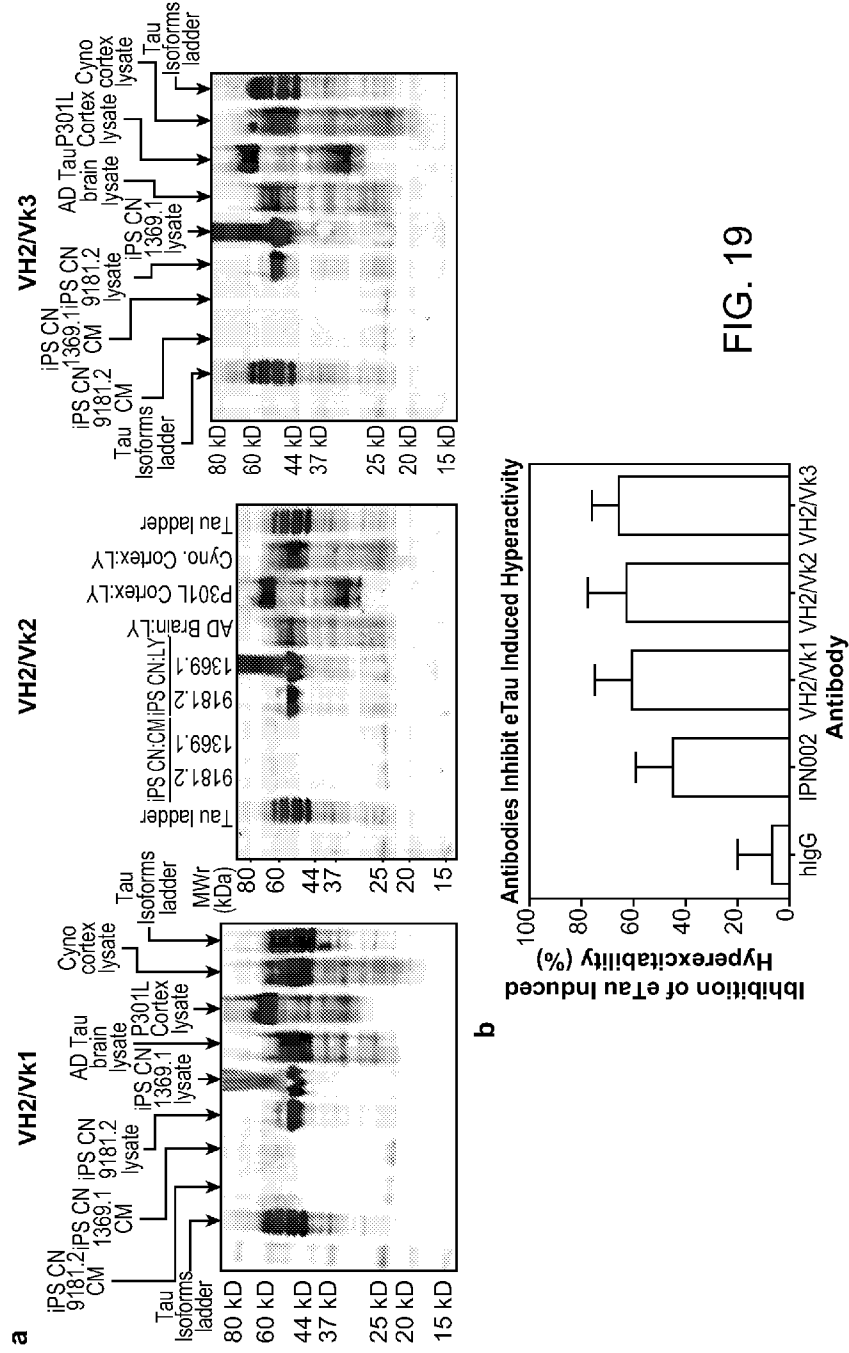 a
VH2/Vk1
iPS CN
9181.2
CM
iPS CN
1369.1
CM
iPS CN
9181.2
lysate
iPS CN
1369.1
lysate
AD Tau
brain
lysate
P301L
Cortex
lysate
Cyno
cortex
lysate
Tau
Isoforms
ladder
Tau
Isoforms
ladder
80 kD
60 kD
44 kD
37 kD
25 kD
20 kD
15 kD
VH2/Vk2
MWr
(kDa)
80
60
44
37
25
20
15
Tau ladder
iPS CN:CM
9181.2
1369.1
iPS CN:LY
9181.2
1369.1
AD Brain:LY
P301L Cortex:LY
Cyno. Cortex:LY
Tau ladder
VH2/Vk3
Tau
Isoforms
ladder
iPS CN
9181.2
CM
iPS CN
1369.1
CM
iPS CN
9181.2
lysate
iPS CN
1369.1
lysate
AD Tau
brain
lysate
P301L
Cortex
lysate
Cyno
cortex
lysate
Tau
Isoforms
ladder
80 kD
60 kD
44 kD
37 kD
25 kD
20 kD
15 kD
b
Antibodies Inhibit eTau Induced Hyperactivity
Ibhibition of eTau Induced
Hyperexcitability (%)
100
80
60
40
20
0
hIgG
IPN002
VH2/Vk1
VH2/Vk2
VH2/Vk3
Antibody
FIG. 19